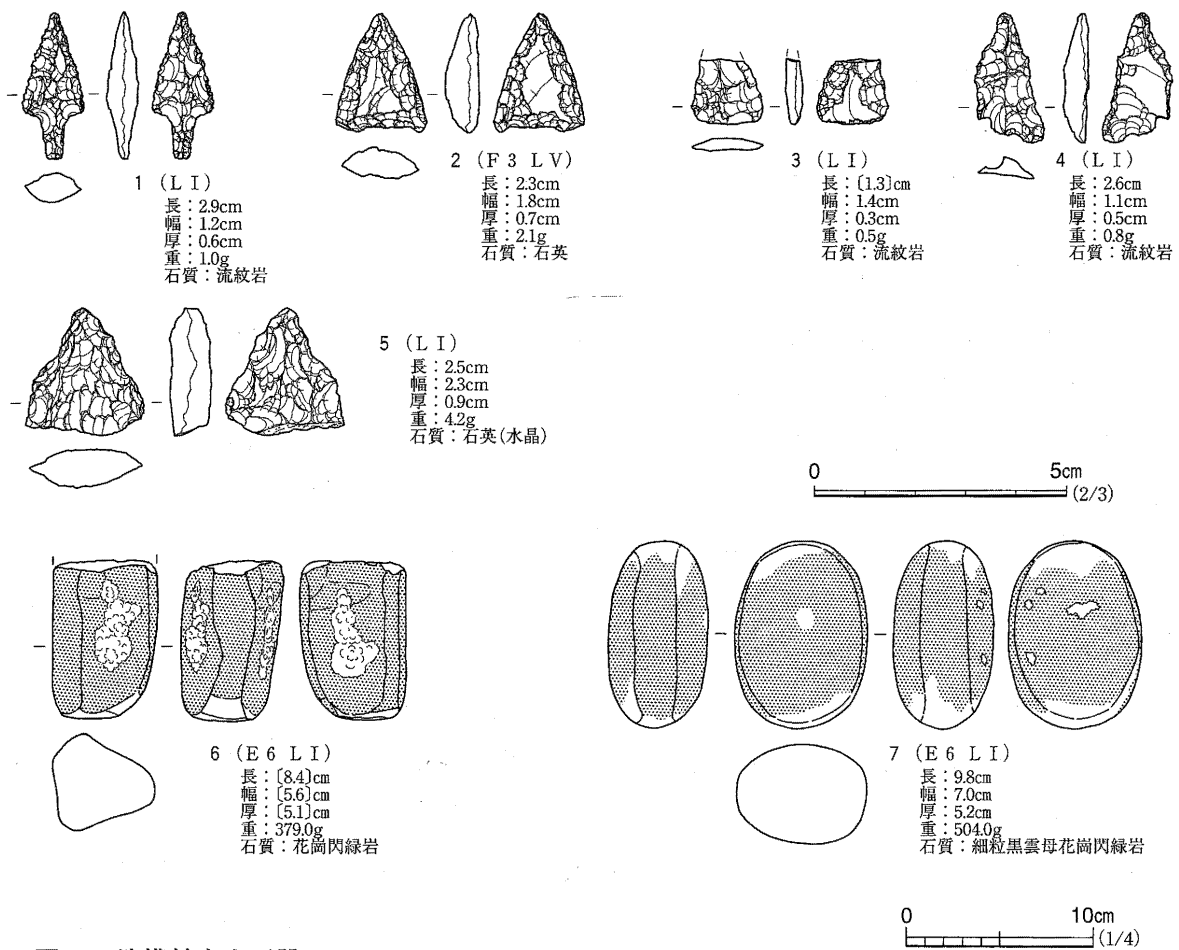 1 (L I)
長：2.9cm
幅：1.2cm
厚：0.6cm
重：1.0g
石質：流紋岩
2 (F 3 L V)
長：2.3cm
幅：1.8cm
厚：0.7cm
重：2.1g
石質：石英
3 (L I)
長：〔1.3〕cm
幅：1.4cm
厚：0.3cm
重：0.5g
石質：流紋岩
4 (L I)
長：2.6cm
幅：1.1cm
厚：0.5cm
重：0.8g
石質：流紋岩
5 (L I)
長：2.5cm
幅：2.3cm
厚：0.9cm
重：4.2g
石質：石英(水晶)
0 5cm
(2/3)
6 (E 6 L I)
長：〔8.4〕cm
幅：〔5.6〕cm
厚：〔5.1〕cm
重：379.0g
石質：花崗閃緑岩
7 (E 6 L I)
長：9.8cm
幅：7.0cm
厚：5.2cm
重：504.0g
石質：細粒黒雲母花崗閃緑岩
0 10cm
(1/4)